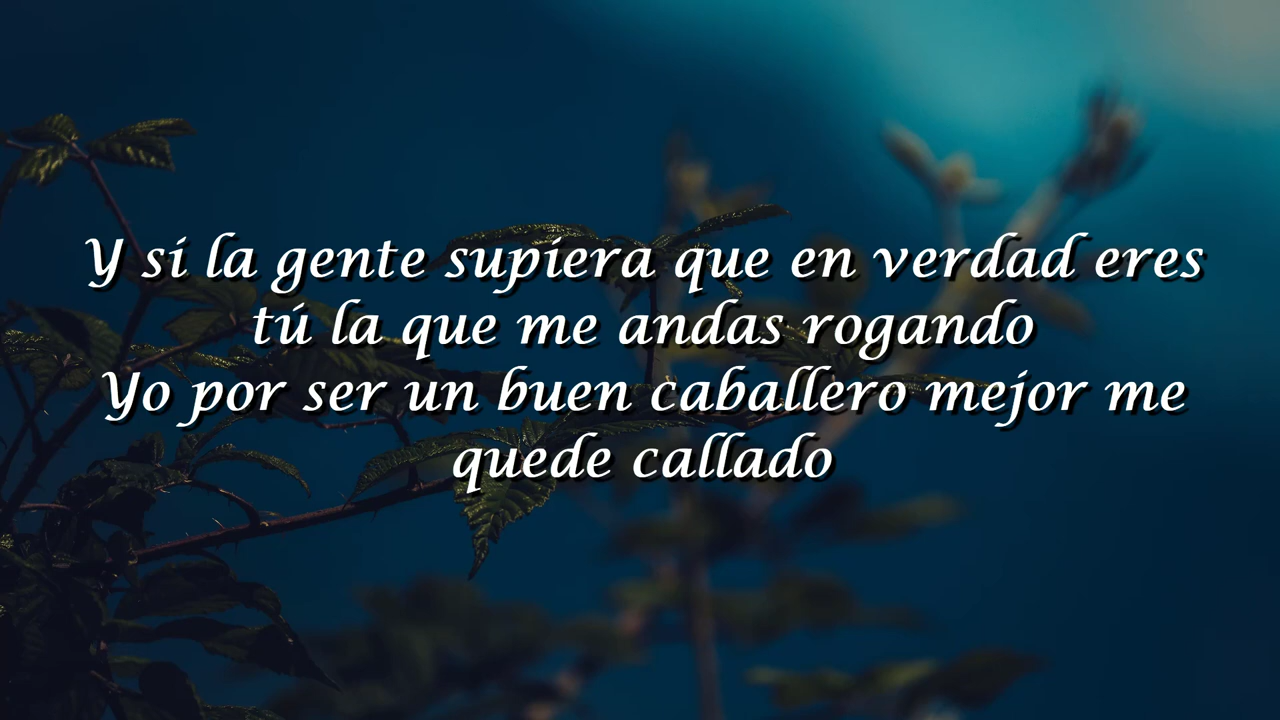 Y si la gente supiera que en verdad eres
tú la que me andas rogando
Yo por ser un buen caballero mejor me
quede callado